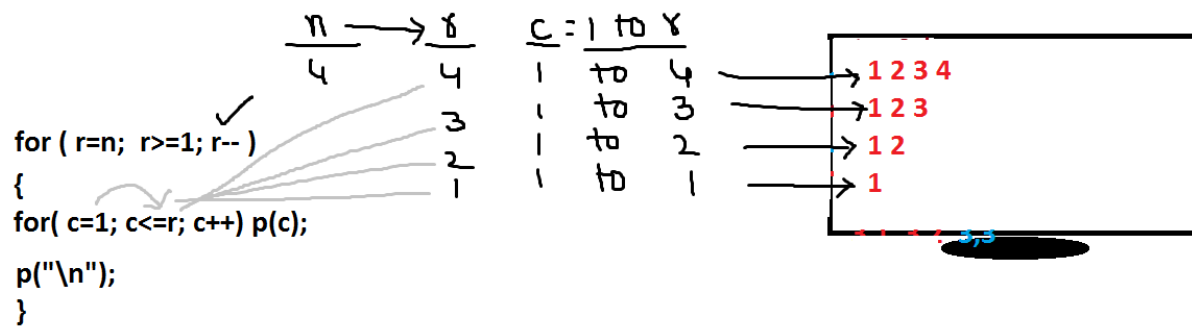 n → r c = 1 to r
4 4 1 to 4 → 1 2 3 4
3 1 to 3 → 1 2 3
for ( r=n; r>=1; r-- )
2 1 to 2 → 1 2
{
1 1 to 1 → 1
for( c=1; c<=r; c++) p(c);
3,3
p("\n");
}